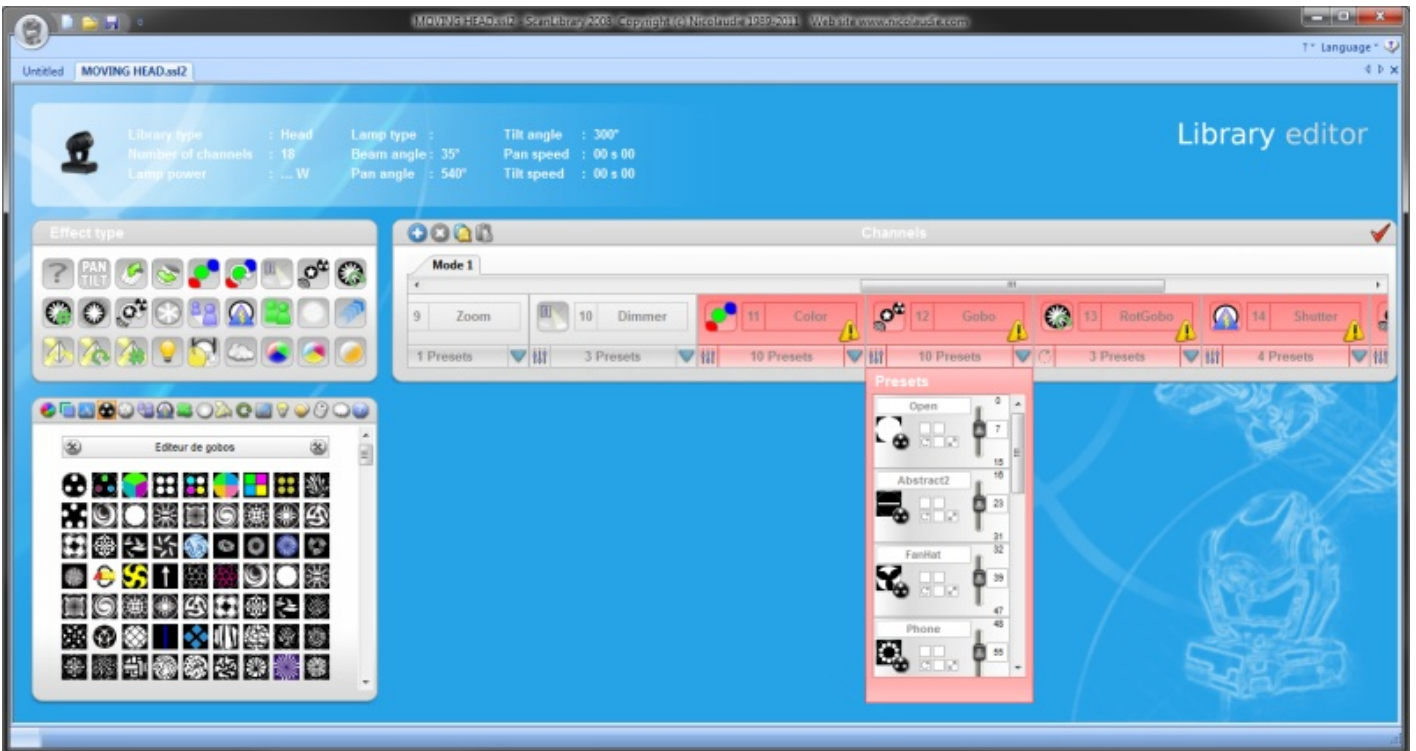 MOVING HEAD.ssl2 - ScanLibrary 2003 Copyright (c) Nicolaudie 1989-2011 Web site www.nicolaudie.com
? Language
Untitled MOVING HEAD.ssl2
Library type : Head Lamp type : Tilt angle : 300°
Number of channels : 18 Beam angle : 35° Pan speed : 00 s 00
Lamp power : ... W Pan angle : 540° Tilt speed : 00 s 00
Library editor
Effect type
PAN
TILT
Channels
Mode 1
9 Zoom 10 Dimmer 11 Color 12 Gobo 13 RotGobo 14 Shutter
1 Presets 3 Presets 10 Presets 10 Presets 3 Presets 4 Presets
Editeur de gobos
Presets
Open
0
7
15
Abstract2
16
23
31
FanHat
32
39
47
Phone
48
55